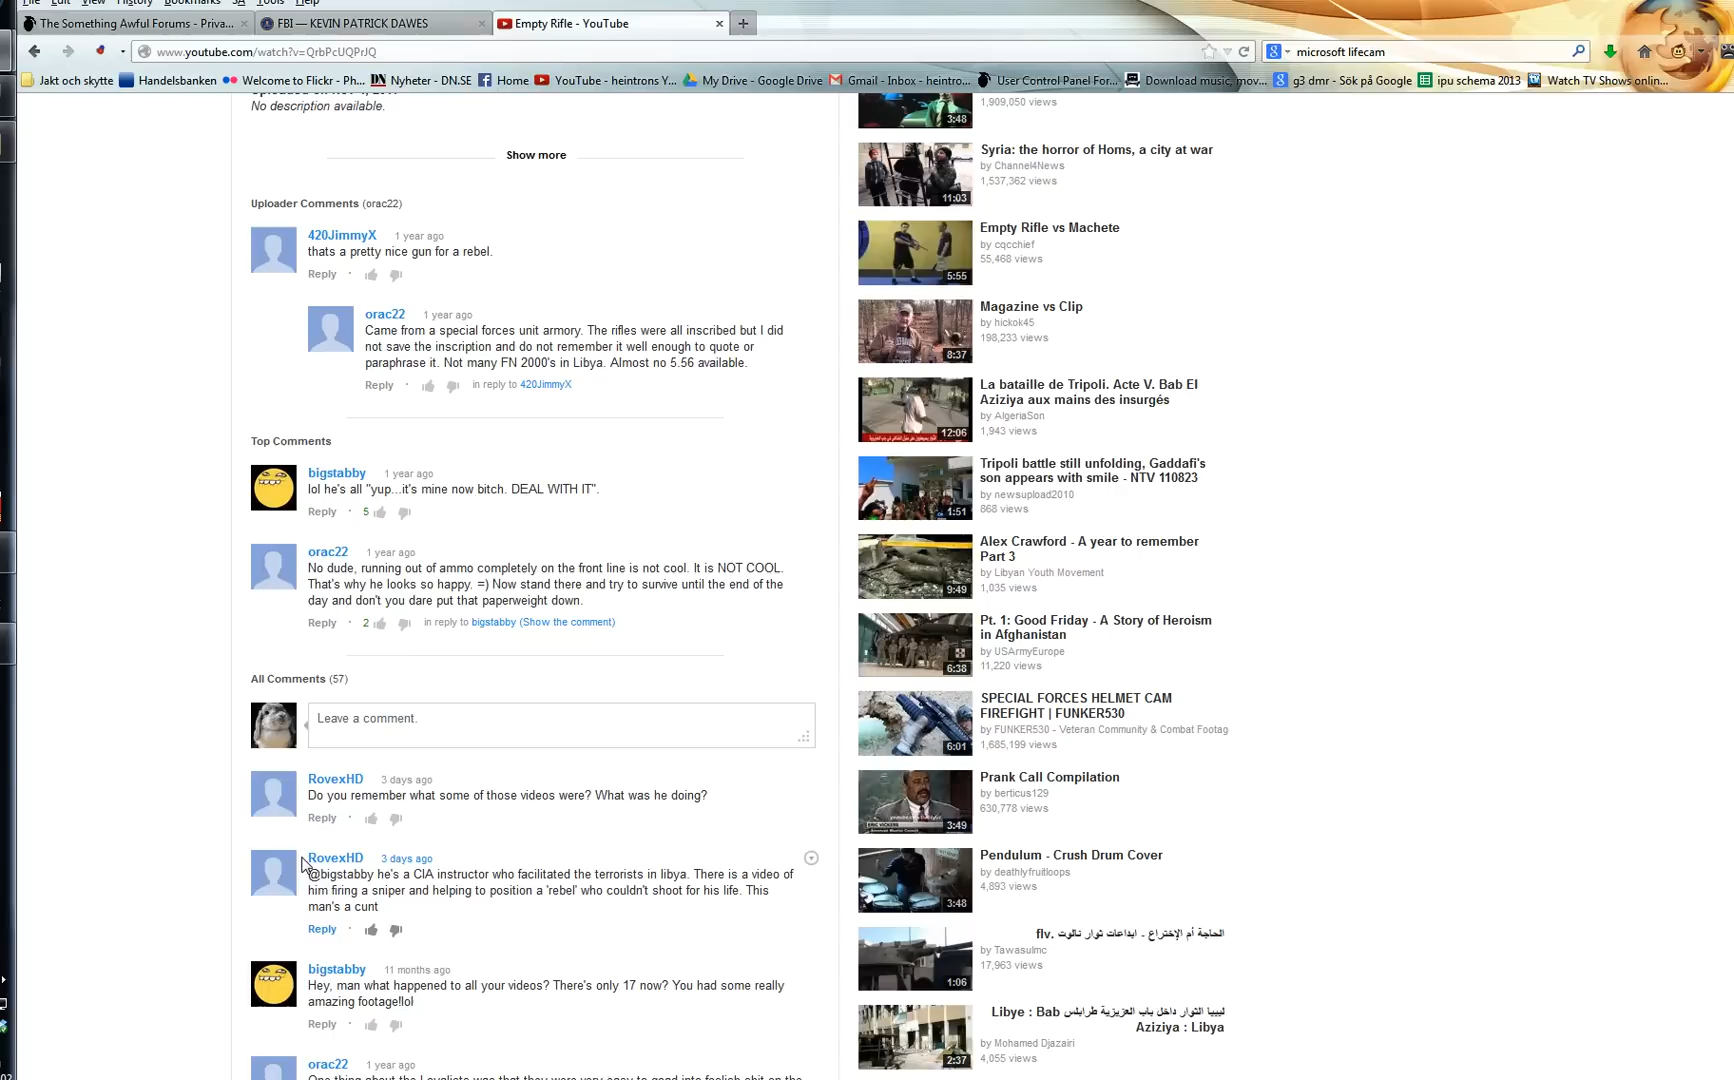 File Edit View History Bookmarks Tools Help
The Something Awful Forums - Priva...
FBI — KEVIN PATRICK DAWES
Empty Rifle - YouTube
www.youtube.com/watch?v=QrbPcUQPrJQ
microsoft lifecam
Jakt och skytte
Handelsbanken
Welcome to Flickr - Ph...
Nyheter - DN.SE
Home
YouTube - heintrons Y...
My Drive - Google Drive
Gmail - Inbox - heintro...
User Control Panel For...
Download music, mov...
g3 dmr - Sök på Google
ipu schema 2013
Watch TV Shows onlin...
No description available.
Show more
Uploader Comments (orac22)
420JimmyX 1 year ago
thats a pretty nice gun for a rebel.
Reply
orac22 1 year ago
Came from a special forces unit armory. The rifles were all inscribed but I did
not save the inscription and do not remember it well enough to quote or
paraphrase it. Not many FN 2000's in Libya. Almost no 5.56 available.
Reply in reply to 420JimmyX
Top Comments
bigstabby 1 year ago
lol he's all "yup...it's mine now bitch. DEAL WITH IT".
Reply 5
orac22 1 year ago
No dude, running out of ammo completely on the front line is not cool. It is NOT COOL.
That's why he looks so happy. =) Now stand there and try to survive until the end of the
day and don't you dare put that paperweight down.
Reply 2 in reply to bigstabby (Show the comment)
All Comments (57)
Leave a comment.
RovexHD 3 days ago
Do you remember what some of those videos were? What was he doing?
Reply
RovexHD 3 days ago
@bigstabby he's a CIA instructor who facilitated the terrorists in libya. There is a video of
him firing a sniper and helping to position a 'rebel' who couldn't shoot for his life. This
man's a cunt
Reply
bigstabby 11 months ago
Hey, man what happened to all your videos? There's only 17 now? You had some really
amazing footage!lol
Reply
orac22 1 year ago
1,909,050 views
3:48
Syria: the horror of Homs, a city at war
by Channel4News
1,537,362 views
11:03
Empty Rifle vs Machete
by cqcchief
55,468 views
5:55
Magazine vs Clip
by hickok45
198,233 views
8:37
La bataille de Tripoli. Acte V. Bab El
Aziziya aux mains des insurgés
by AlgeriaSon
1,943 views
12:06
Tripoli battle still unfolding, Gaddafi's
son appears with smile - NTV 110823
by newsupload2010
868 views
1:51
Alex Crawford - A year to remember
Part 3
by Libyan Youth Movement
1,035 views
9:49
Pt. 1: Good Friday - A Story of Heroism
in Afghanistan
by USArmyEurope
11,220 views
6:38
SPECIAL FORCES HELMET CAM
FIREFIGHT | FUNKER530
by FUNKER530 - Veteran Community & Combat Footag
1,685,199 views
6:01
Prank Call Compilation
by berticus129
630,778 views
3:49
Pendulum - Crush Drum Cover
by deathlyfruitloops
4,893 views
3:48
الحاجة أم الإختراع - ابداعات ثوار تالوت .flv
by Tawasulmc
17,963 views
1:06
ليبيا الثوار داخل باب العزيزية طرابلس Libye : Bab
Aziziya : Libya
by Mohamed Djazairi
4,055 views
2:37